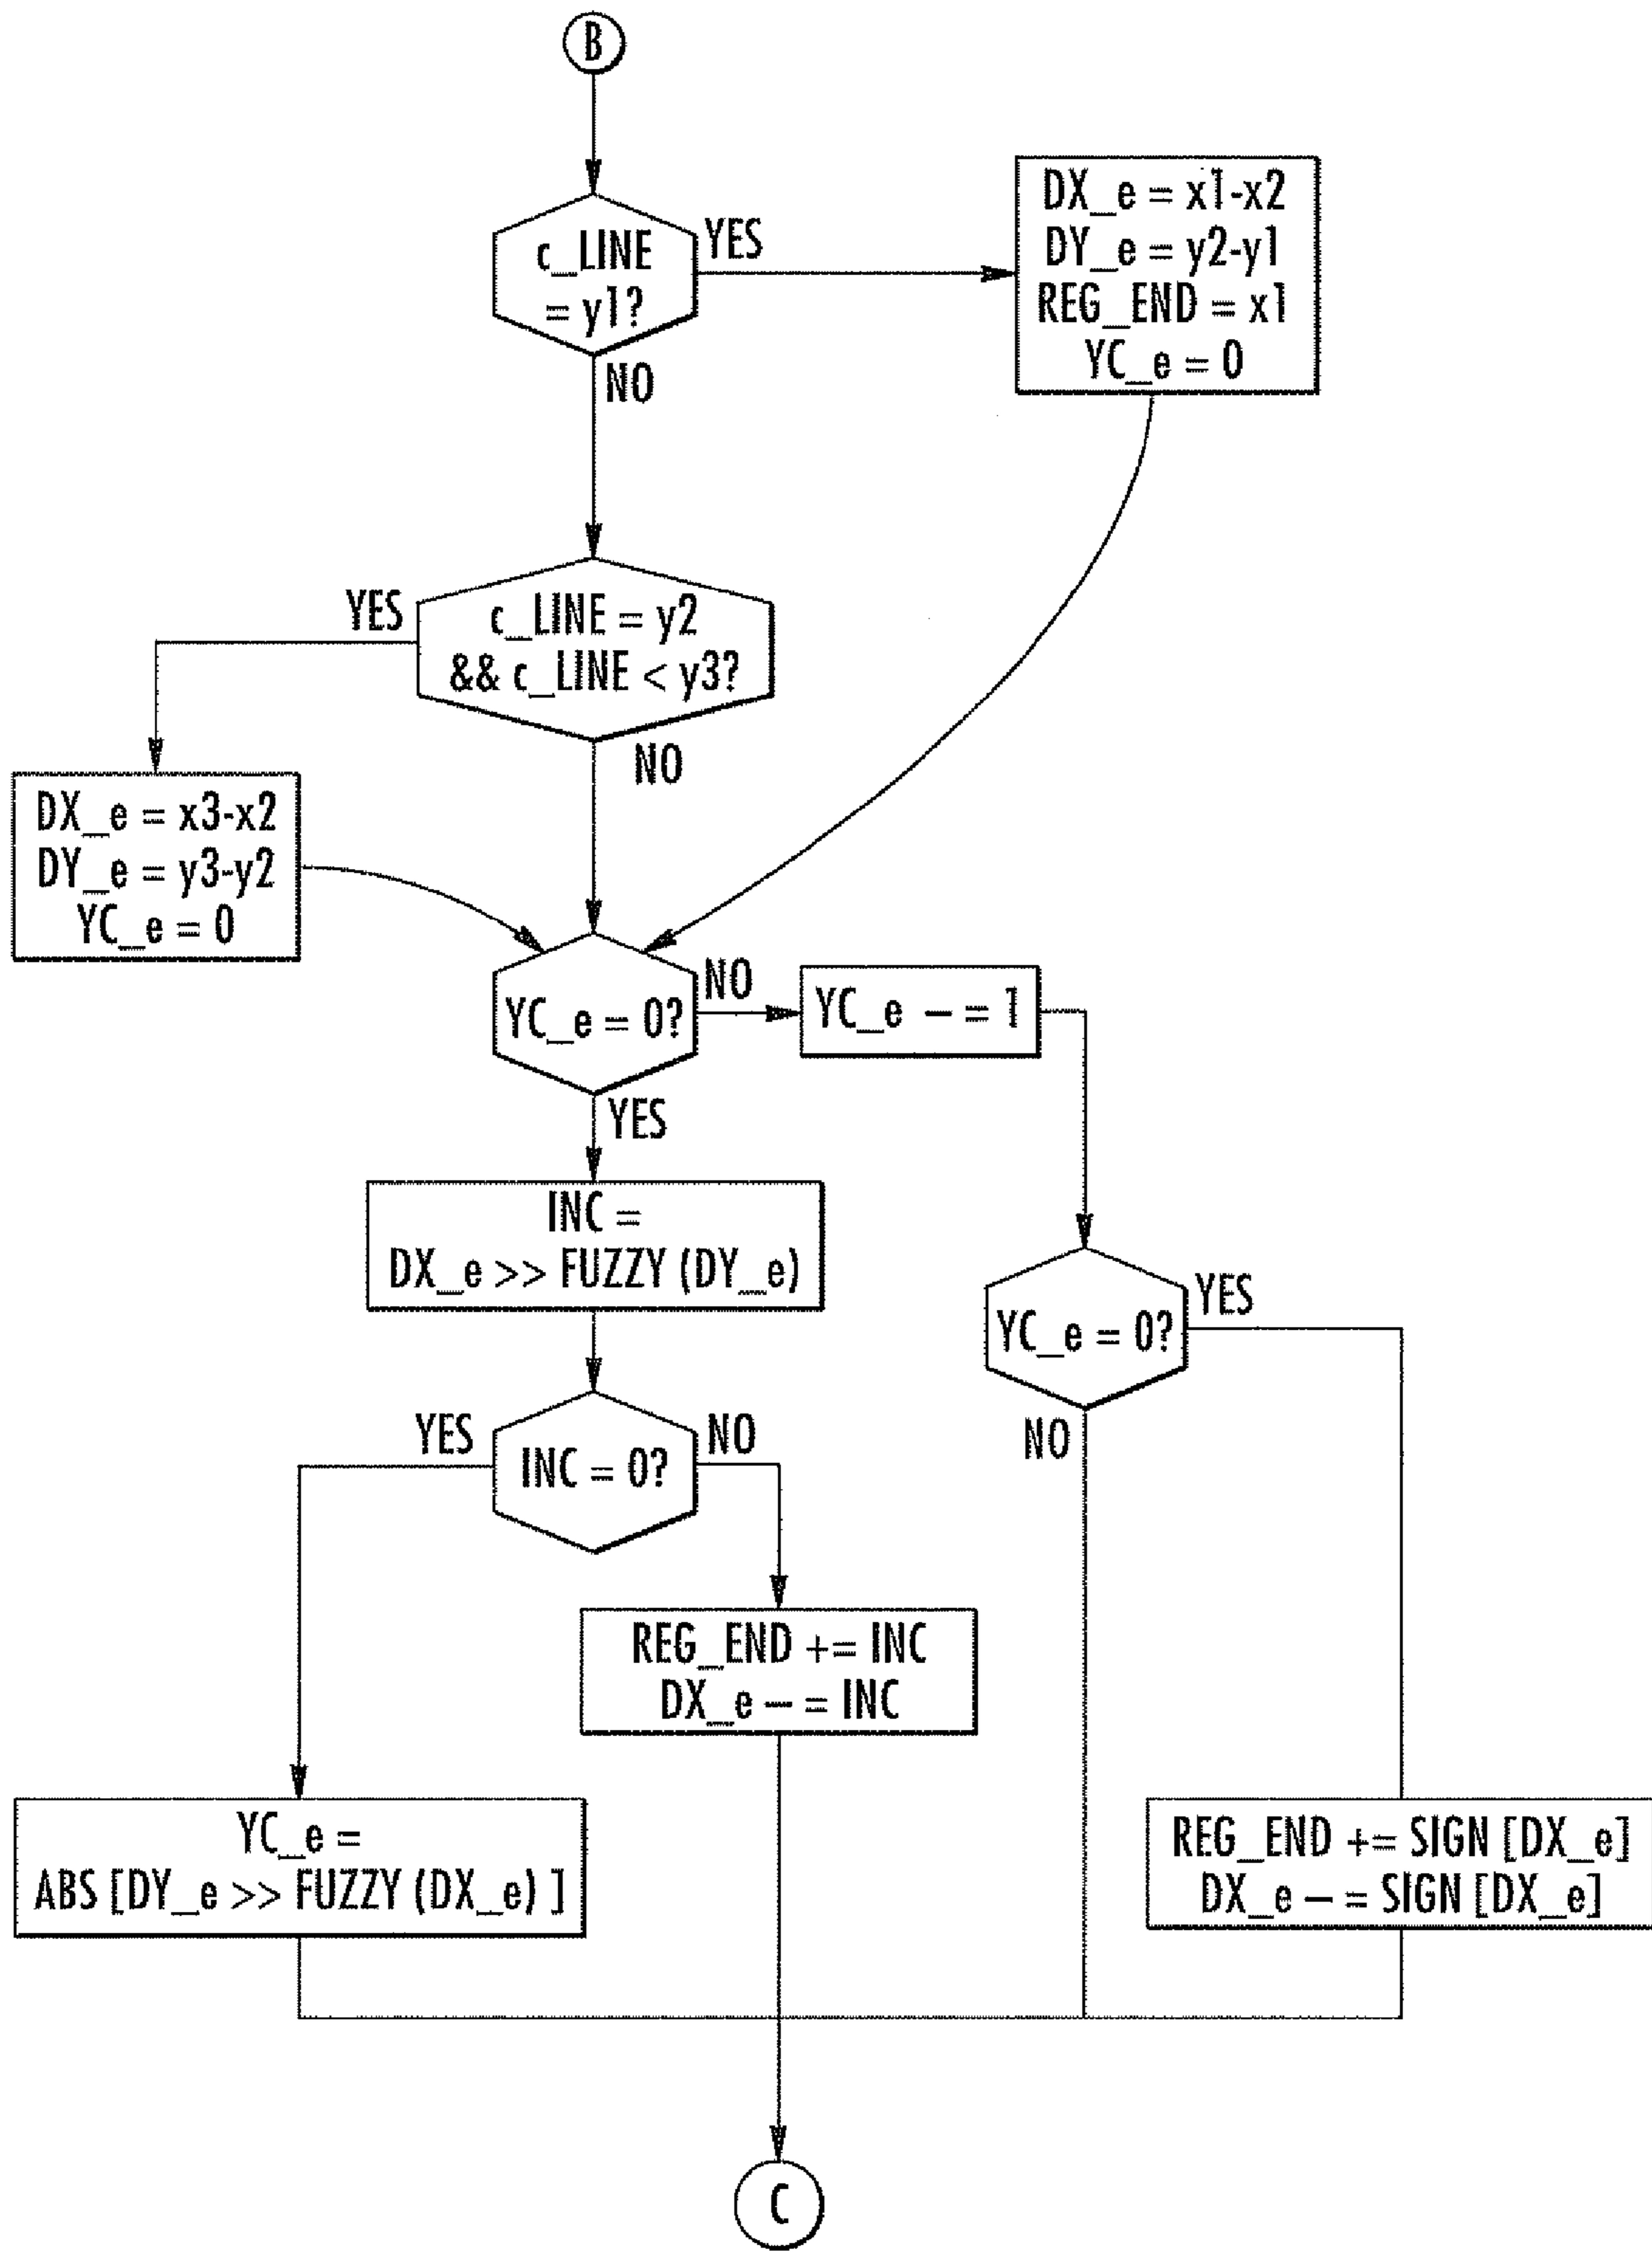 B
c_LINE
= y1?
YES
NO
DX_e = x1-x2
DY_e = y2-y1
REG_END = x1
YC_e = 0
YES
c_LINE = y2
&& c_LINE < y3?
NO
DX_e = x3-x2
DY_e = y3-y2
YC_e = 0
YC_e = 0?
NO
YC_e – = 1
YES
INC =
DX_e >> FUZZY (DY_e)
YC_e = 0?
YES
NO
YES
INC = 0?
NO
REG_END += INC
DX_e – = INC
YC_e =
ABS [DY_e >> FUZZY (DX_e) ]
REG_END += SIGN [DX_e]
DX_e – = SIGN [DX_e]
C